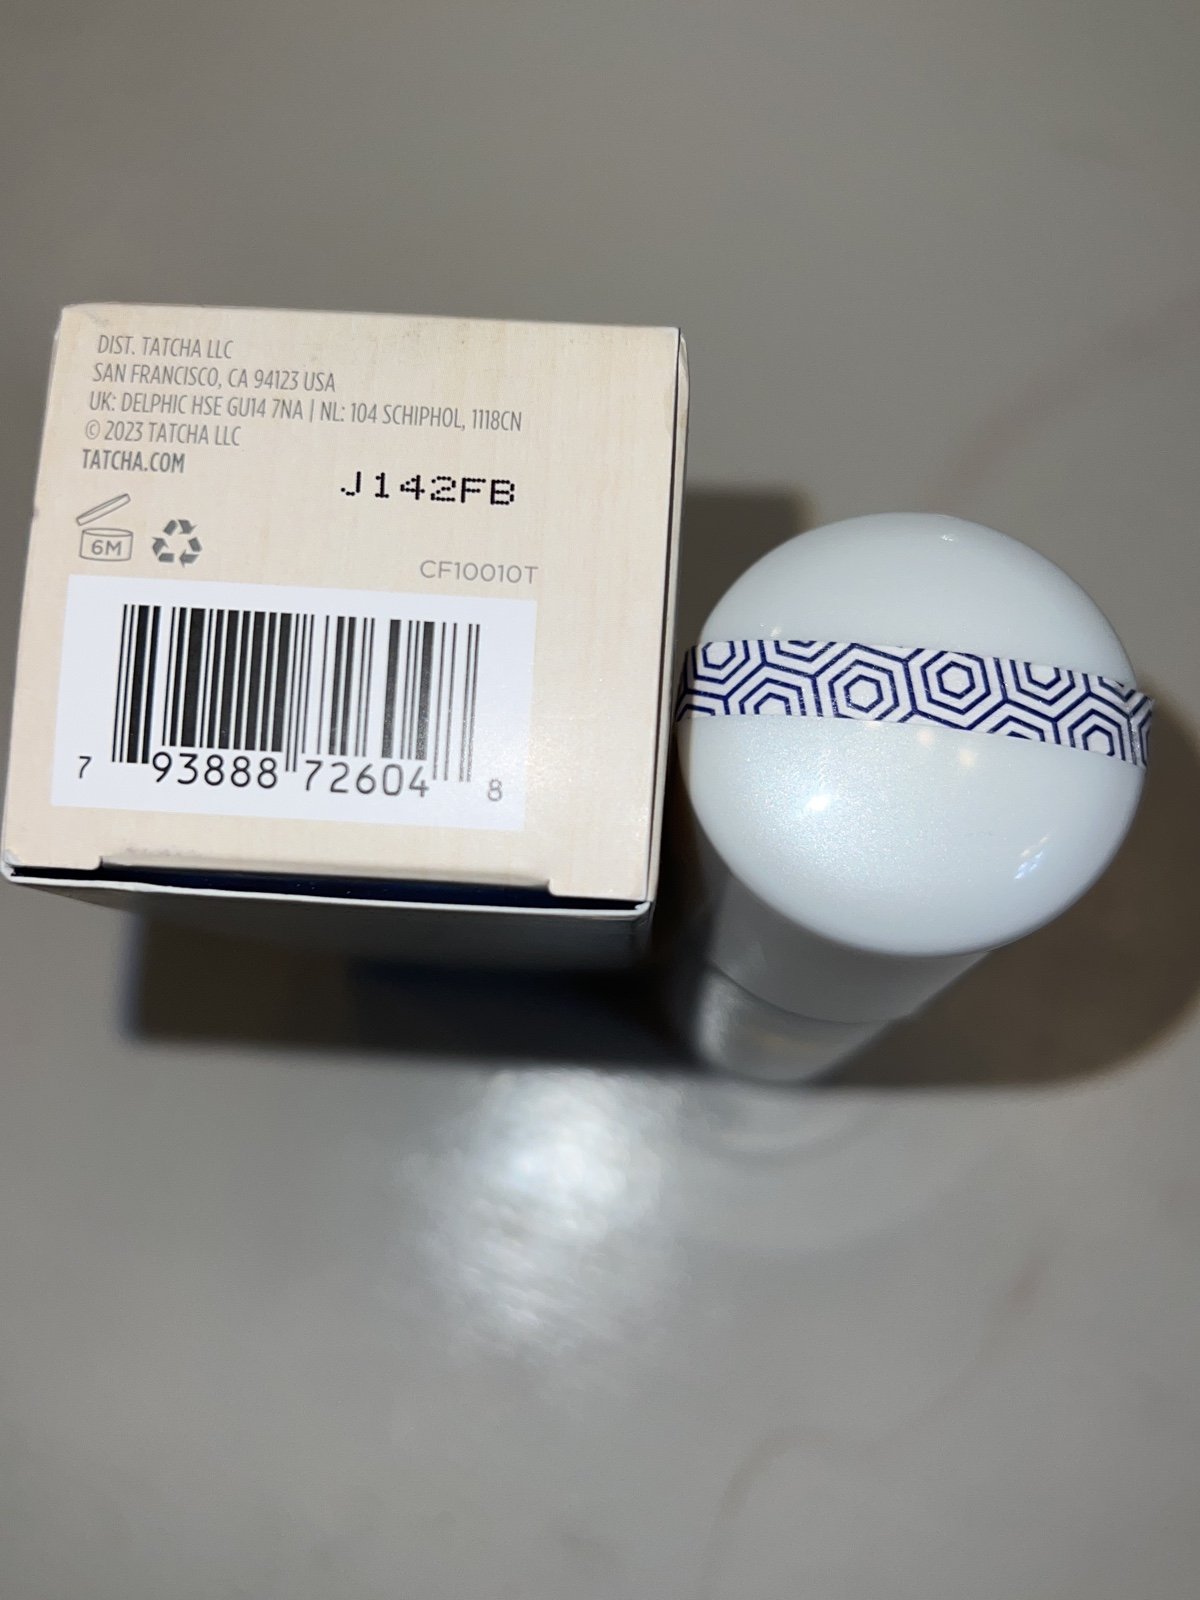 DIST. TATCHA LLC
SAN FRANCISCO, CA 94123 USA
UK: DELPHIC HSE GU14 7NA | NL: 104 SCHIPHOL, 1118CN
© 2023 TATCHA LLC
TATCHA.COM
J142FB
6M
CF10010T
7 93888 72604 8